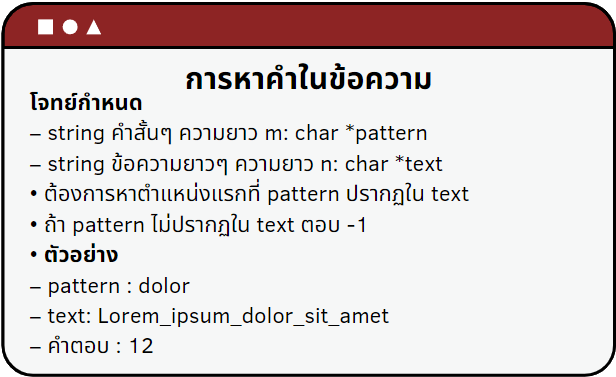 การหาคำในข้อความ
โจทย์กำหนด
– string คำสั้นๆ ความยาว m: char *pattern
– string ข้อความยาวๆ ความยาว n: char *text
• ต้องการหาตำแหน่งแรกที่ pattern ปรากฏใน text
• ถ้า pattern ไม่ปรากฏใน text ตอบ -1
• ตัวอย่าง
– pattern : dolor
– text: Lorem_ipsum_dolor_sit_amet
– คำตอบ : 12